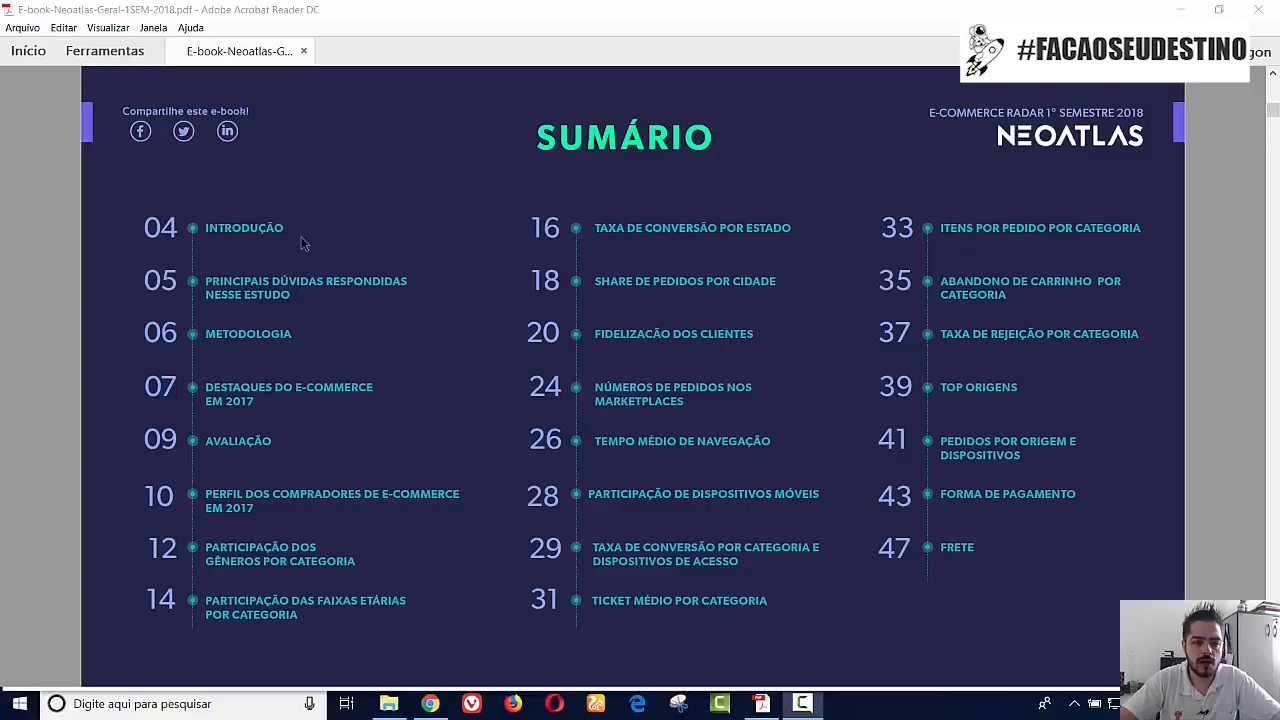 E-book-Neoatlas-Geral-1SEM-2018.pdf - Adobe Acrobat Reader DC
Arquivo Editar Visualizar Janela Ajuda
Início Ferramentas E-book-Neoatlas-G... ×
#FACAOSEUDESTINO
Compartilhe este e-book!
E-COMMERCE RADAR 1° SEMESTRE 2018
NEOATLAS
SUMÁRIO
04 INTRODUÇÃO
05 PRINCIPAIS DÚVIDAS RESPONDIDAS
NESSE ESTUDO
06 METODOLOGIA
07 DESTAQUES DO E-COMMERCE
EM 2017
09 AVALIAÇÃO
10 PERFIL DOS COMPRADORES DE E-COMMERCE
EM 2017
12 PARTICIPAÇÃO DOS
GÊNEROS POR CATEGORIA
14 PARTICIPAÇÃO DAS FAIXAS ETÁRIAS
POR CATEGORIA
16 TAXA DE CONVERSÃO POR ESTADO
18 SHARE DE PEDIDOS POR CIDADE
20 FIDELIZACÃO DOS CLIENTES
24 NÚMEROS DE PEDIDOS NOS
MARKETPLACES
26 TEMPO MÉDIO DE NAVEGAÇÃO
28 PARTICIPAÇÃO DE DISPOSITIVOS MÓVEIS
29 TAXA DE CONVERSÃO POR CATEGORIA E
DISPOSITIVOS DE ACESSO
31 TICKET MÉDIO POR CATEGORIA
33 ITENS POR PEDIDO POR CATEGORIA
35 ABANDONO DE CARRINHO POR
CATEGORIA
37 TAXA DE REJEIÇÃO POR CATEGORIA
39 TOP ORIGENS
41 PEDIDOS POR ORIGEM E
DISPOSITIVOS
43 FORMA DE PAGAMENTO
47 FRETE
Digite aqui para pesquisar